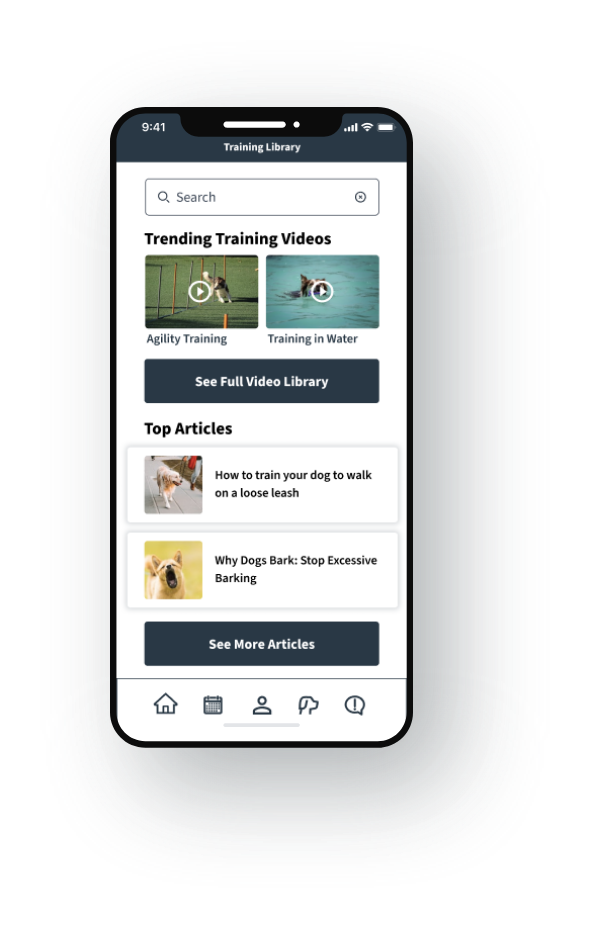 9:41
Training Library
Search
Trending Training Videos
Agility Training
Training in Water
See Full Video Library
Top Articles
How to train your dog to walk
on a loose leash
Why Dogs Bark: Stop Excessive
Barking
See More Articles